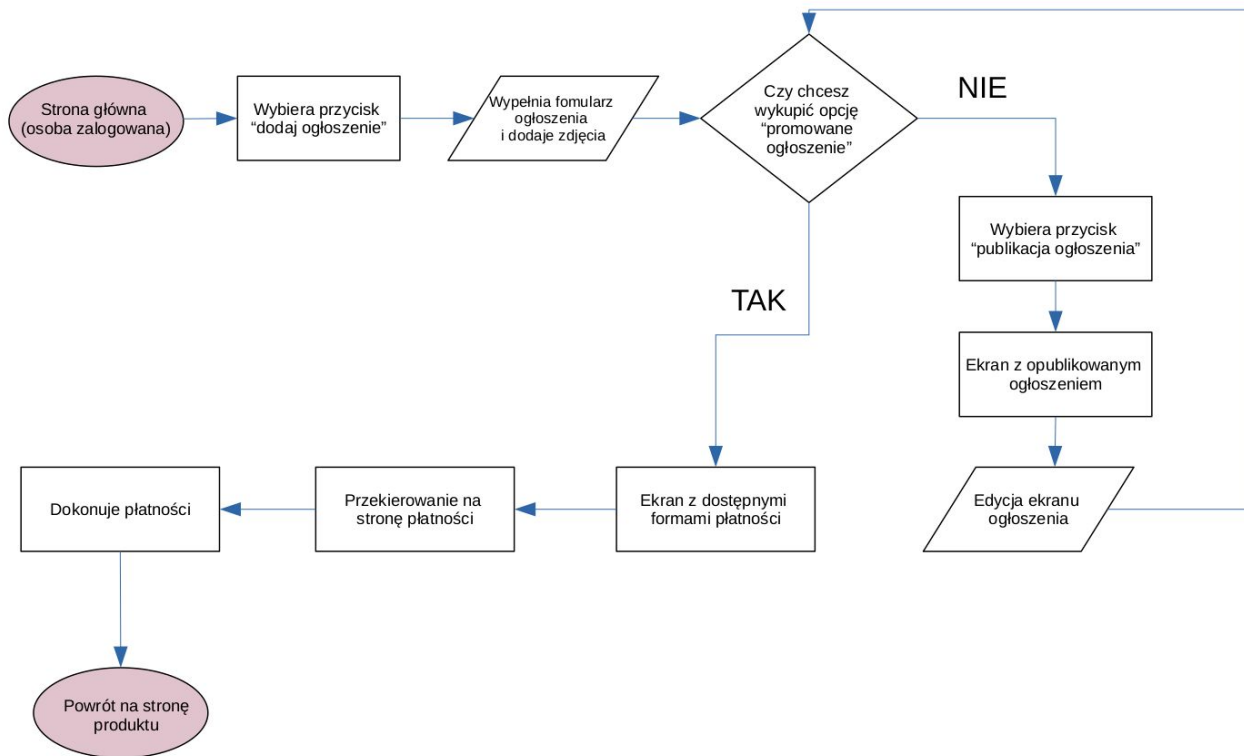 Strona główna
(osoba zalogowana)
Wybiera przycisk
“dodaj ogłoszenie”
Wypełnia fomularz
ogłoszenia
i dodaje zdjęcia
Czy chcesz
wykupić opcję
“promowane
ogłoszenie”
NIE
Wybiera przycisk
“publikacja ogłoszenia”
TAK
Ekran z opublikowanym
ogłoszeniem
Dokonuje płatności
Przekierowanie na
stronę płatności
Ekran z dostępnymi
formami płatności
Edycja ekranu
ogłoszenia
Powrót na stronę
produktu